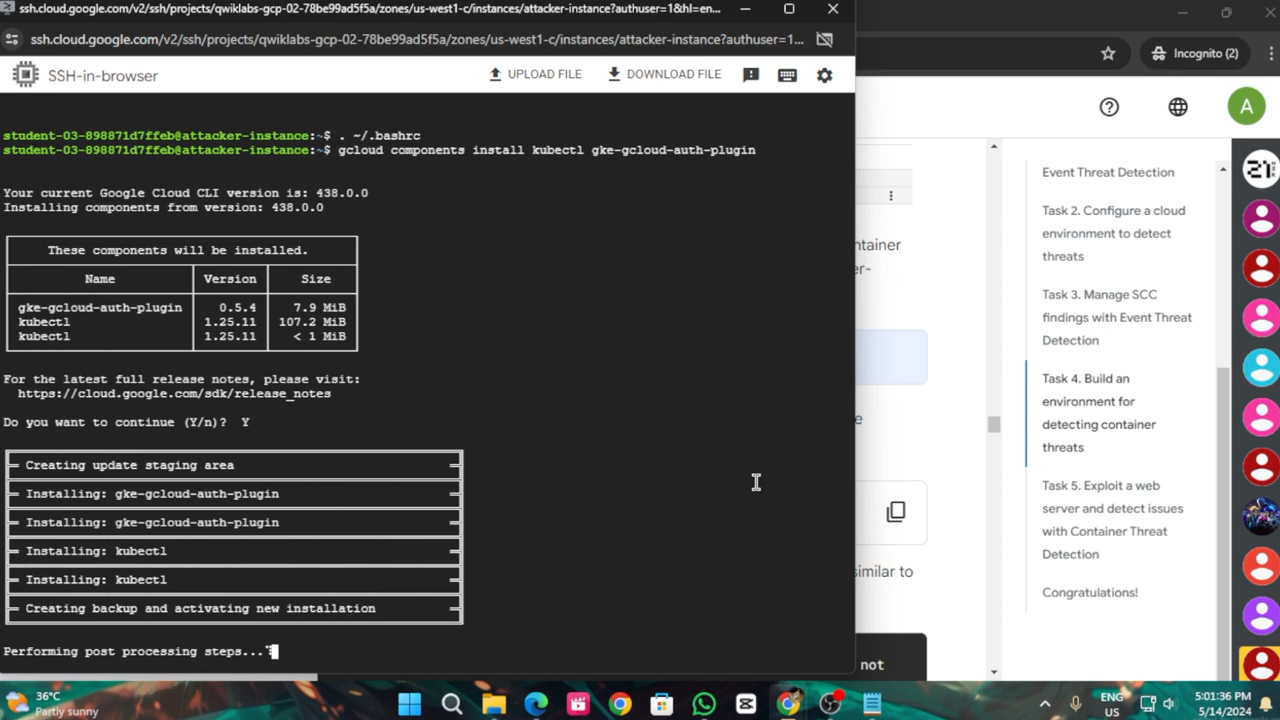 ssh.cloud.google.com/v2/ssh/projects/qwiklabs-gcp-02-78be99ad5f5a/zones/us-west1-c/instances/attacker-instance?authuser=1&hl=en...
ssh.cloud.google.com/v2/ssh/projects/qwiklabs-gcp-02-78be99ad5f5a/zones/us-west1-c/instances/attacker-instance?authuser=1...
Incognito (2)
SSH-in-browser
UPLOAD FILE
DOWNLOAD FILE
A
student-03-898871d7ffeb@attacker-instance:~$ . ~/.bashrc
student-03-898871d7ffeb@attacker-instance:~$ gcloud components install kubectl gke-gcloud-auth-plugin
Your current Google Cloud CLI version is: 438.0.0
Installing components from version: 438.0.0
These components will be installed.
Name Version Size
gke-gcloud-auth-plugin 0.5.4 7.9 MiB
kubectl 1.25.11 107.2 MiB
kubectl 1.25.11 < 1 MiB
For the latest full release notes, please visit:
https://cloud.google.com/sdk/release_notes
Do you want to continue (Y/n)? Y
Creating update staging area
Installing: gke-gcloud-auth-plugin
Installing: gke-gcloud-auth-plugin
Installing: kubectl
Installing: kubectl
Creating backup and activating new installation
Performing post processing steps...
ntainer
er-
e
similar to
not
Event Threat Detection
Task 2. Configure a cloud
environment to detect
threats
Task 3. Manage SCC
findings with Event Threat
Detection
Task 4. Build an
environment for
detecting container
threats
Task 5. Exploit a web
server and detect issues
with Container Threat
Detection
Congratulations!
21
36°C
Partly sunny
ENG
US
5:01:36 PM
5/14/2024